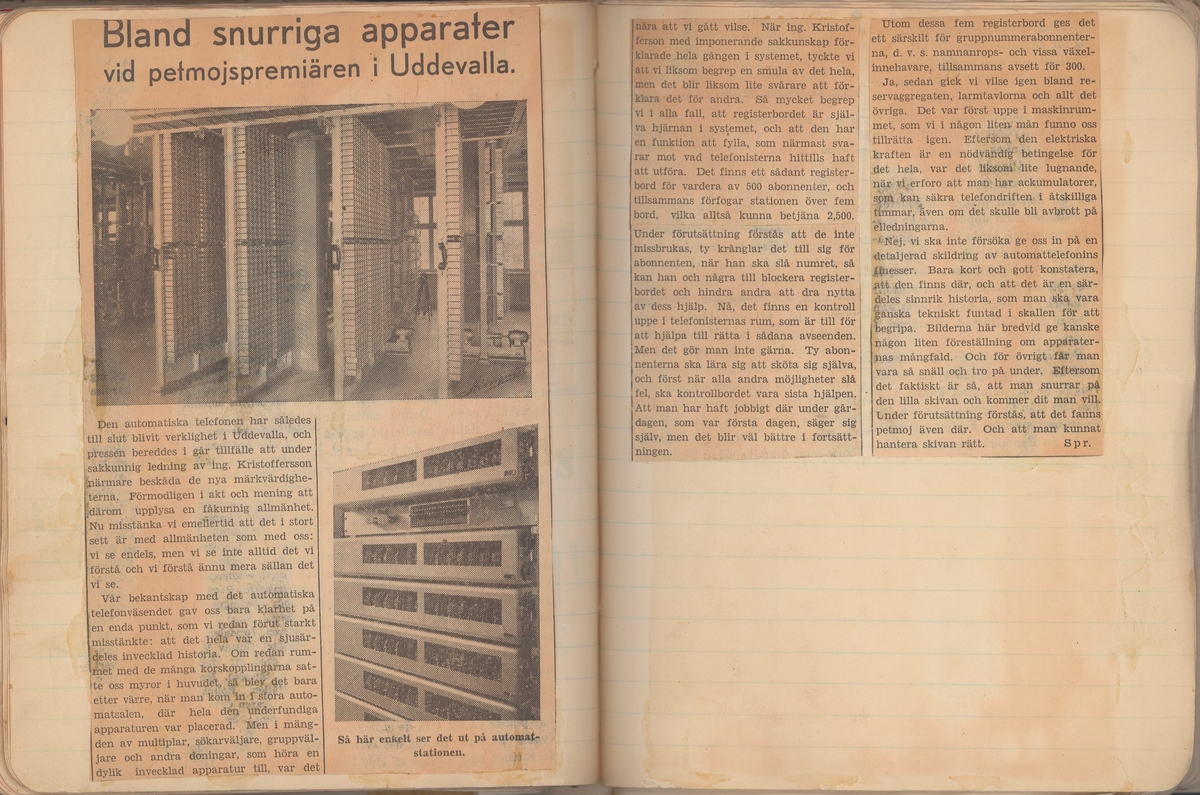 Bland snurriga apparater
vid petmojspremiären i Uddevalla.
Den automatiska telefonen har således
till slut blivit verklighet i Uddevalla, och
pressen bereddes i går tillfälle att under
sakkunnig ledning av ing. Kristoffersson
närmare beskåda de nya märkvärdighe-
terna. Förmodligen i akt och mening att
därom upplysa en fåkunnig allmänhet.
Nu misstänka vi emellertid att det i stort
sett är med allmänheten som med oss:
vi se endels, men vi se inte alltid det vi
förstå och vi förstå ännu mera sällan det
vi se.
Vår bekantskap med det automatiska
telefonväsendet gav oss bara klarhet på
en enda punkt, som vi redan förut starkt
misstänkte: att det hela var en sjusär-
deles invecklad historia. Om redan rum-
met med de många korskopplingarna sat-
te oss myror i huvudet, så blev det bara
etter värre, när man kom in i stora auto-
matsalen, där hela den underfundiga
apparaturen var placerad. Men i mäng-
den av multiplar, sökarväljare, gruppväl-
jare och andra doningar, som höra en
dylik invecklad apparatur till, var det
Så här enkelt ser det ut på automat-
stationen.
nära att vi gått vilse. När ing. Kristof-
ferson med imponerande sakkunskap för-
klarade hela gången i systemet, tyckte vi
att vi liksom begrep en smula av det hela,
men det blir liksom lite svårare att för-
klara det för andra. Så mycket begrep
vi i alla fall, att registerbordet är själ-
va hjärnan i systemet, och att den har
en funktion att fylla, som närmast sva-
rar mot vad telefonisterna hittills haft
att utföra. Det finns ett sådant register-
bord för vardera av 500 abonnenter, och
tillsammans förfogar stationen över fem
bord, vilka alltså kunna betjäna 2,500.
Under förutsättning förstås att de inte
missbrukas, ty krånglar det till sig för
abonnenten, när han ska slå numret, så
kan han och några till blockera register-
bordet och hindra andra att dra nytta
av dess hjälp. Nå, det finns en kontroll
uppe i telefonisternas rum, som är till för
att hjälpa till rätta i sådana avseenden.
Men det gör man inte gärna. Ty abon-
nenterna ska lära sig att sköta sig själva,
och först när alla andra möjligheter slå
fel, ska kontrollbordet vara sista hjälpen.
Att man har haft jobbigt där under går-
dagen, som var första dagen, säger sig
själv, men det blir väl bättre i fortsätt-
ningen.
Utom dessa fem registerbord ges det
ett särskilt för gruppnummerabonnenter-
na, d. v. s. namnanrops- och vissa växel-
innehavare, tillsammans avsett för 300.
Ja, sedan gick vi vilse igen bland re-
servaggregaten, larmtavlorna och allt det
övriga. Det var först uppe i maskinrum-
met, som vi i någon liten mån funno oss
tillrätta igen. Eftersom den elektriska
kraften är en nödvändig betingelse för
det hela, var det liksom lite lugnande,
när vi erforo att man har ackumulatorer,
som kan säkra telefondriften i åtskilliga
timmar, även om det skulle bli avbrott på
elledningarna.
Nej, vi ska inte försöka ge oss in på en
detaljerad skildring av automattelefonins
finesser. Bara kort och gott konstatera,
att den finns där, och att det är en sär-
deles sinnrik historia, som man ska vara
ganska tekniskt funtad i skallen för att
begripa. Bilderna här bredvid ge kanske
någon liten föreställning om apparater-
nas mångfald. Och för övrigt får man
vara så snäll och tro på under. Eftersom
det faktiskt är så, att man snurrar på
den lilla skivan och kommer dit man vill.
Under förutsättning förstås, att det fanns
petmoj även där. Och att man kunnat
hantera skivan rätt. Spr.